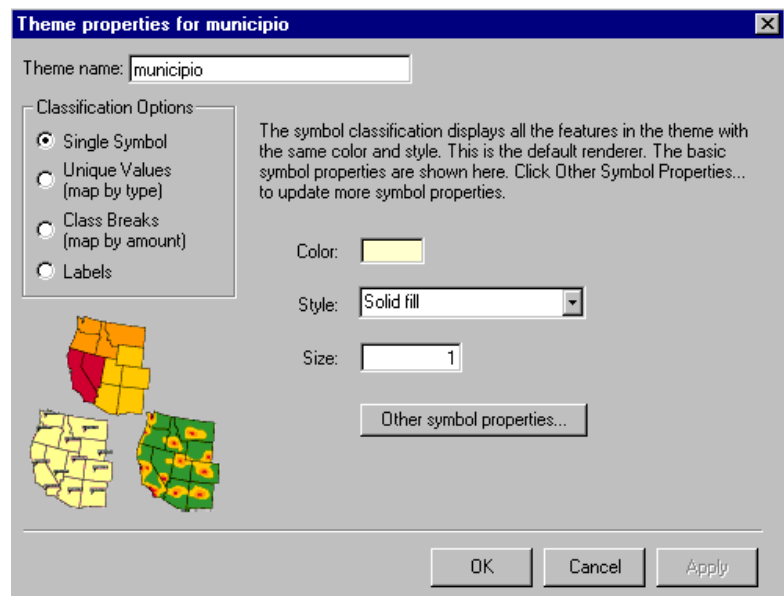 Theme properties for municipio
Theme name: municipio
Classification Options
Single Symbol
Unique Values
(map by type)
Class Breaks
(map by amount)
Labels
The symbol classification displays all the features in the theme with
the same color and style. This is the default renderer. The basic
symbol properties are shown here. Click Other Symbol Properties...
to update more symbol properties.
Color:
Style: Solid fill
Size: 1
Other symbol properties...
OK Cancel Apply